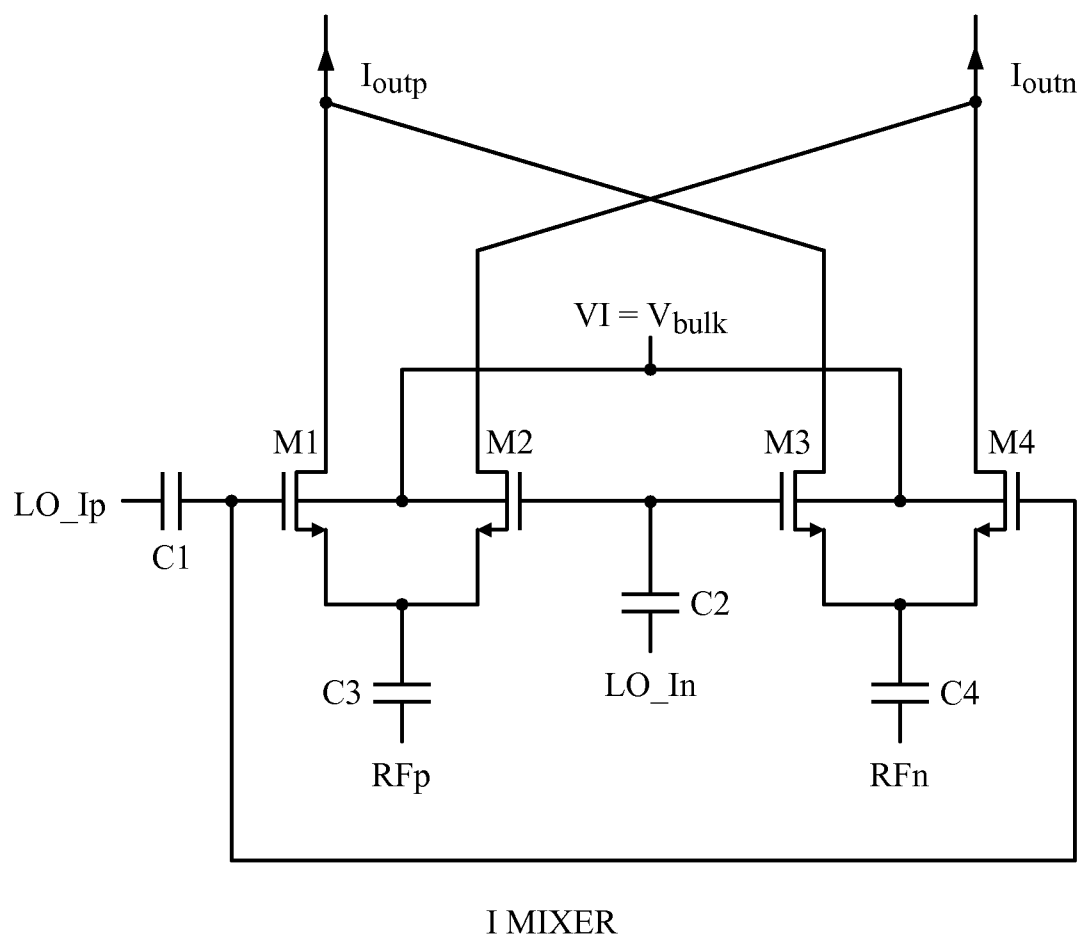 Ioutp
Ioutn
VI = Vbulk
M1
M2
M3
M4
LO_Ip
C1
C2
LO_In
C3
C4
RFp
RFn
I MIXER